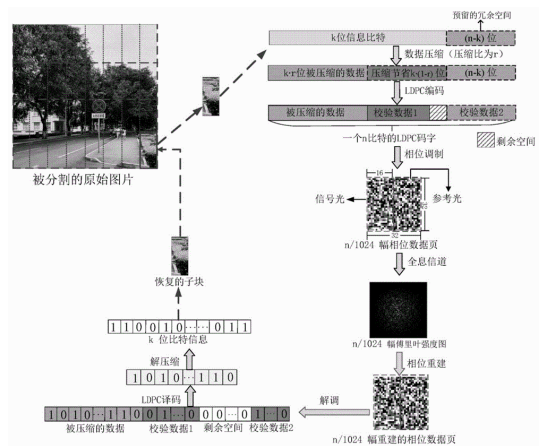 预留的冗余空间
k位信息比特
(n-k) 位
数据压缩（压缩比为r）
k·r位被压缩的数据
压缩节省k·(1-r) 位
(n-k) 位
LDPC编码
被压缩的数据
校验数据1
校验数据2
一个n比特的LDPC码字
剩余空间
相位调制
16
信号光
参考光
32
32
n/1024 幅相位数据页
全息信道
n/1024 幅傅里叶强度图
相位重建
n/1024 幅重建的相位数据页
解调
1 0 1 0 ··· 1 1 0 0 1 ··· 0 0 0 ··· 0 1 ··· 0
被压缩的数据
校验数据1
剩余空间
校验数据2
LDPC译码
1 0 1 0 ··· 1 1 0
解压缩
1 1 0 0 1 0 ······ 0 1 1
k 位比特信息
恢复的子块
被分割的原始图片